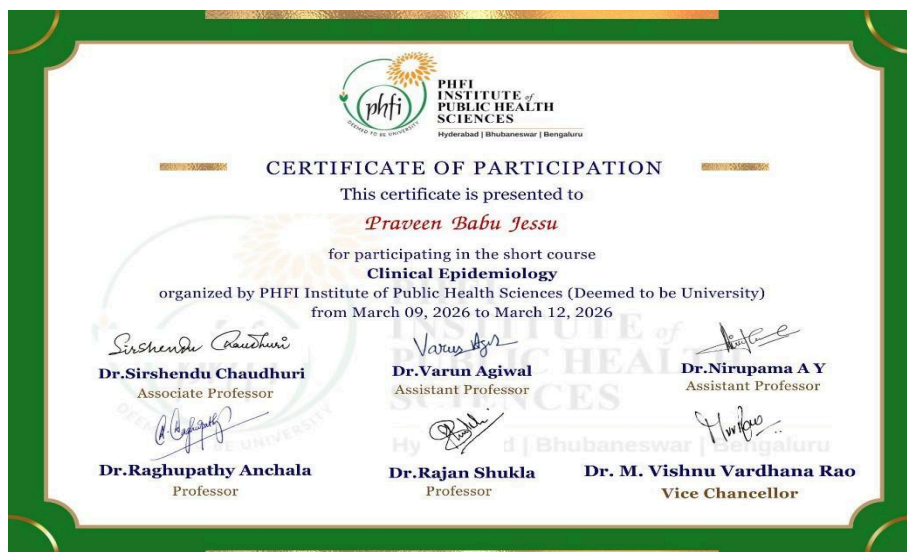 phfi
DEEMED TO BE UNIVERSITY
PHFI
INSTITUTE of
PUBLIC HEALTH
SCIENCES
Hyderabad | Bhubaneswar | Bengaluru
CERTIFICATE OF PARTICIPATION
This certificate is presented to
Praveen Babu Jessu
for participating in the short course
Clinical Epidemiology
organized by PHFI Institute of Public Health Sciences (Deemed to be University)
from March 09, 2026 to March 12, 2026
Sirshendu Chaudhuri
Dr.Sirshendu Chaudhuri
Associate Professor
Dr.Varun Agiwal
Assistant Professor
Dr.Nirupama A Y
Assistant Professor
Dr.Raghupathy Anchala
Professor
Dr.Rajan Shukla
Professor
Dr. M. Vishnu Vardhana Rao
Vice Chancellor